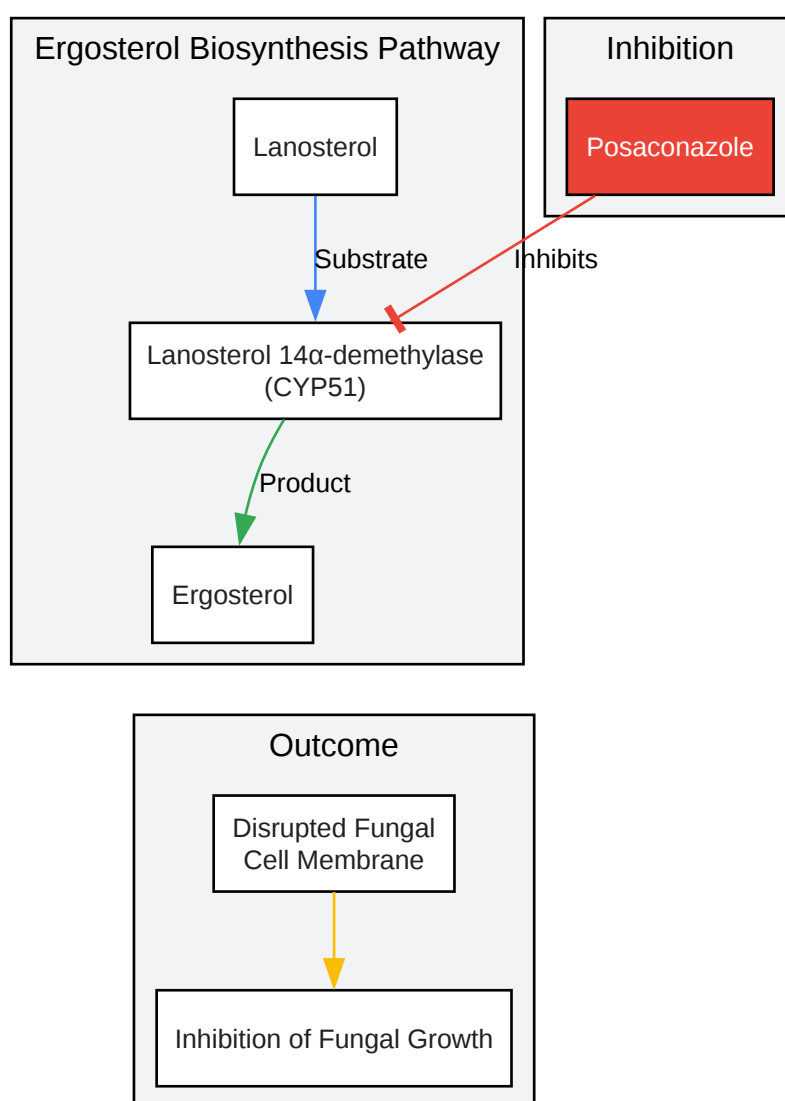 Ergosterol Biosynthesis Pathway
Inhibition
Lanosterol
Posaconazole
Substrate
Inhibits
Lanosterol 14α-demethylase
(CYP51)
Product
Ergosterol
Outcome
Disrupted Fungal
Cell Membrane
Inhibition of Fungal Growth